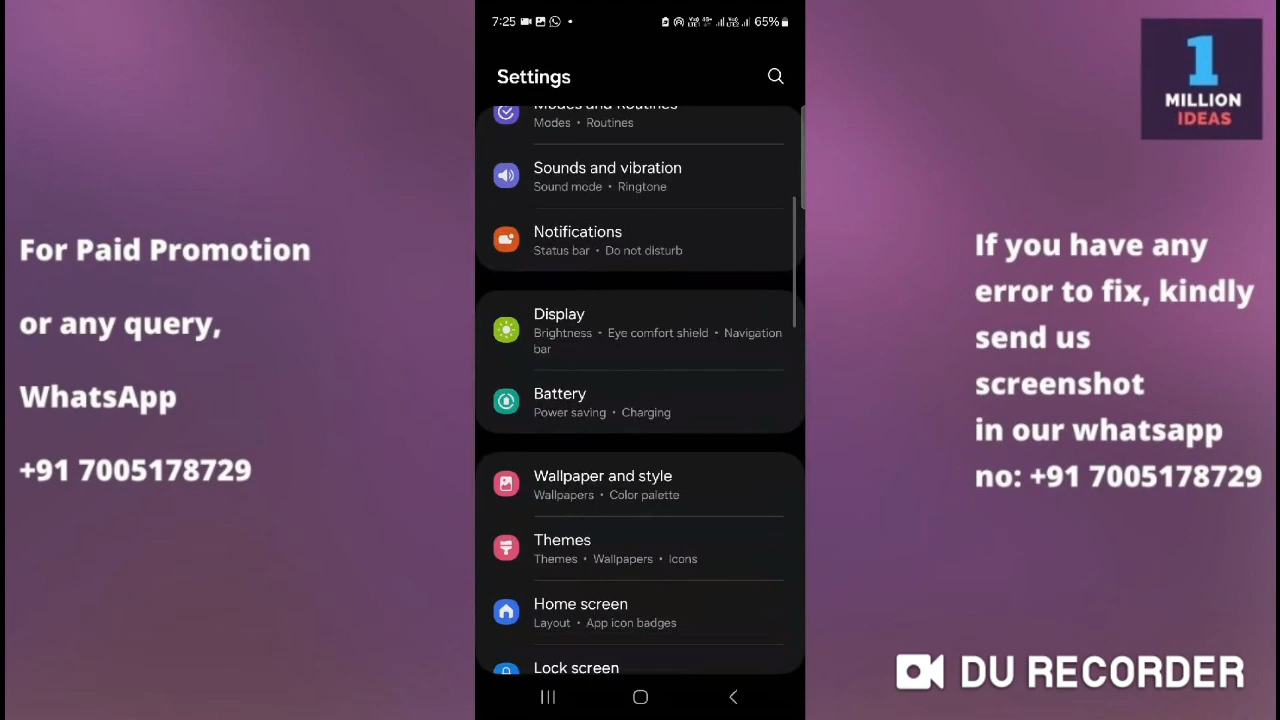 For Paid Promotion
or any query,
WhatsApp
+91 7005178729
7:25
65%
Settings
Modes and Routines
Modes • Routines
Sounds and vibration
Sound mode • Ringtone
Notifications
Status bar • Do not disturb
Display
Brightness • Eye comfort shield • Navigation
bar
Battery
Power saving • Charging
Wallpaper and style
Wallpapers • Color palette
Themes
Themes • Wallpapers • Icons
Home screen
Layout • App icon badges
Lock screen
1
MILLION
IDEAS
If you have any
error to fix, kindly
send us
screenshot
in our whatsapp
no: +91 7005178729
DU RECORDER